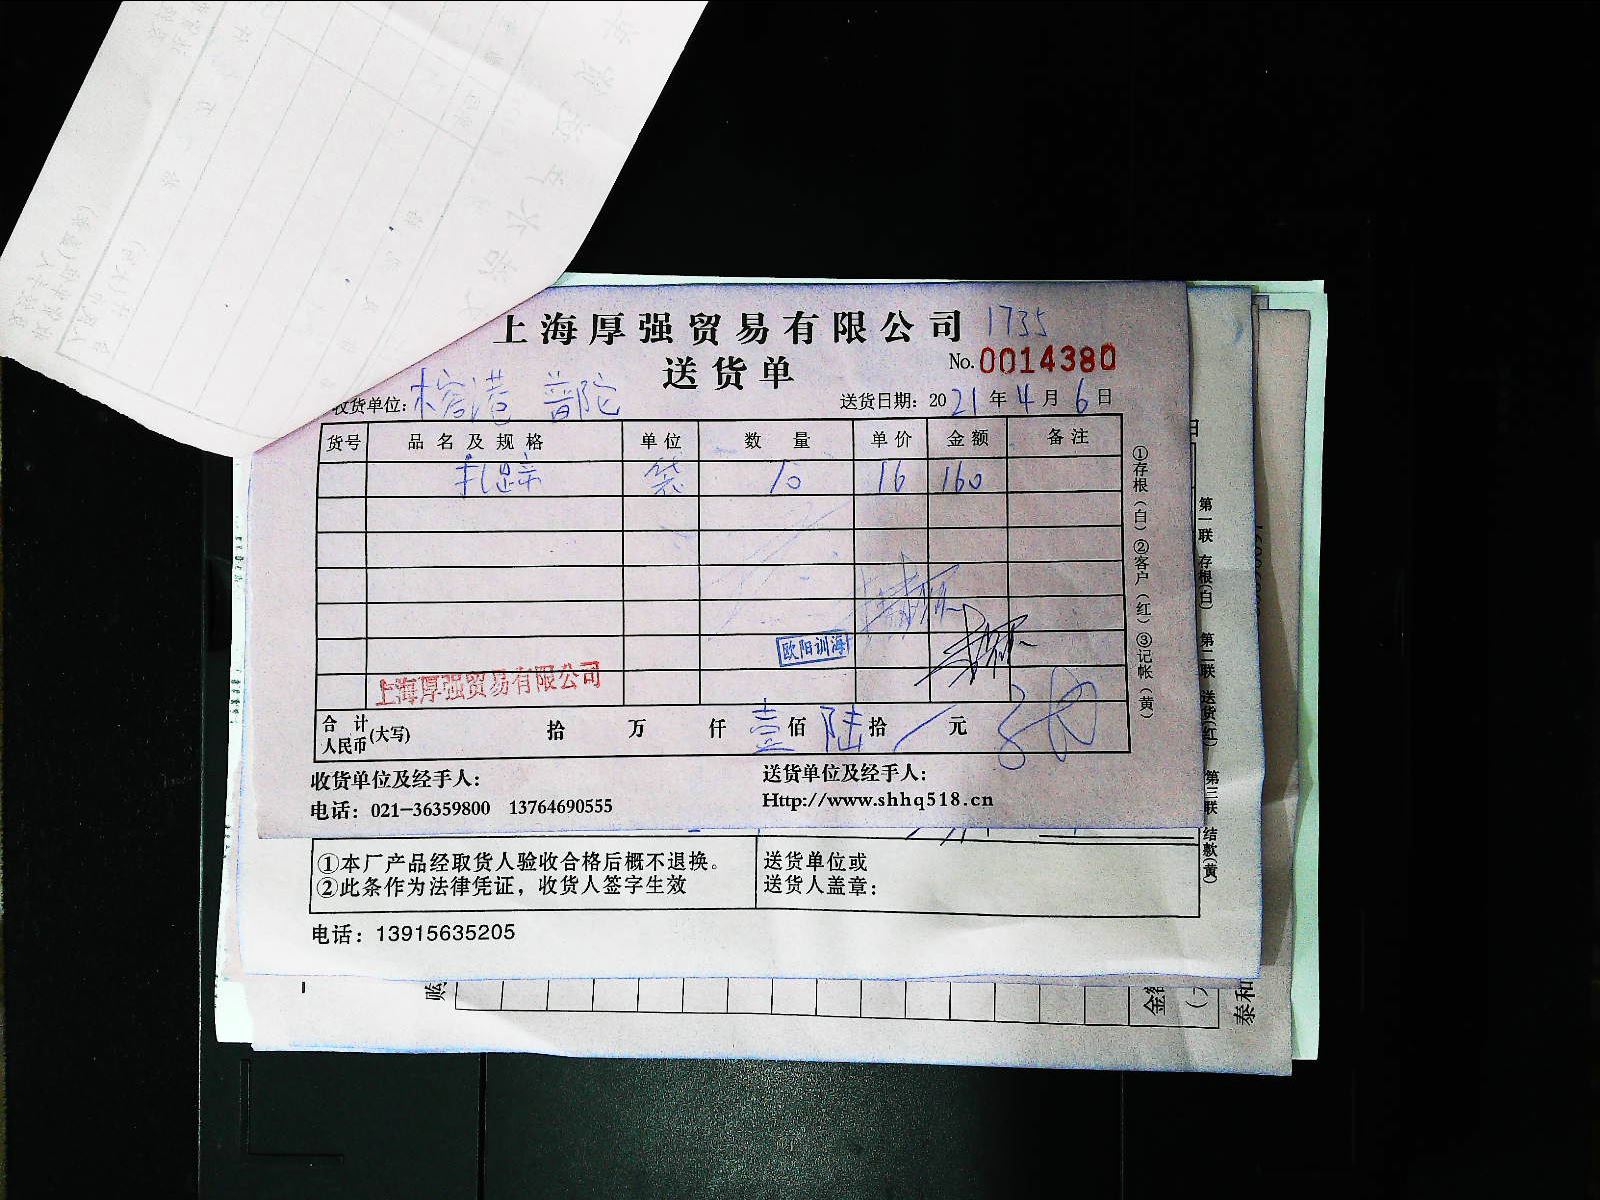 上海厚强贸易有限公司 1735
送货单 No.0014380
收货单位: 榕港 普陀 送货日期: 2021年4月6日
货号 品名及规格 单位 数量 单价 金额 备注
袋 10 16 160
欧阳训海
上海厚强贸易有限公司
合计人民币(大写) 拾 万 仟 壹佰 陆拾 / 元
收货单位及经手人: 送货单位及经手人:
电话: 021-36359800 13764690555 Http://www.shhq518.cn
①存根(白) ②客户(红) ③记帐(黄)
第一联 存根(白) 第二联 送货(红) 第三联 结款(黄)
①本厂产品经取货人验收合格后概不退换。 送货单位或
②此条作为法律凭证，收货人签字生效 送货人盖章:
电话: 13915635205
泰和